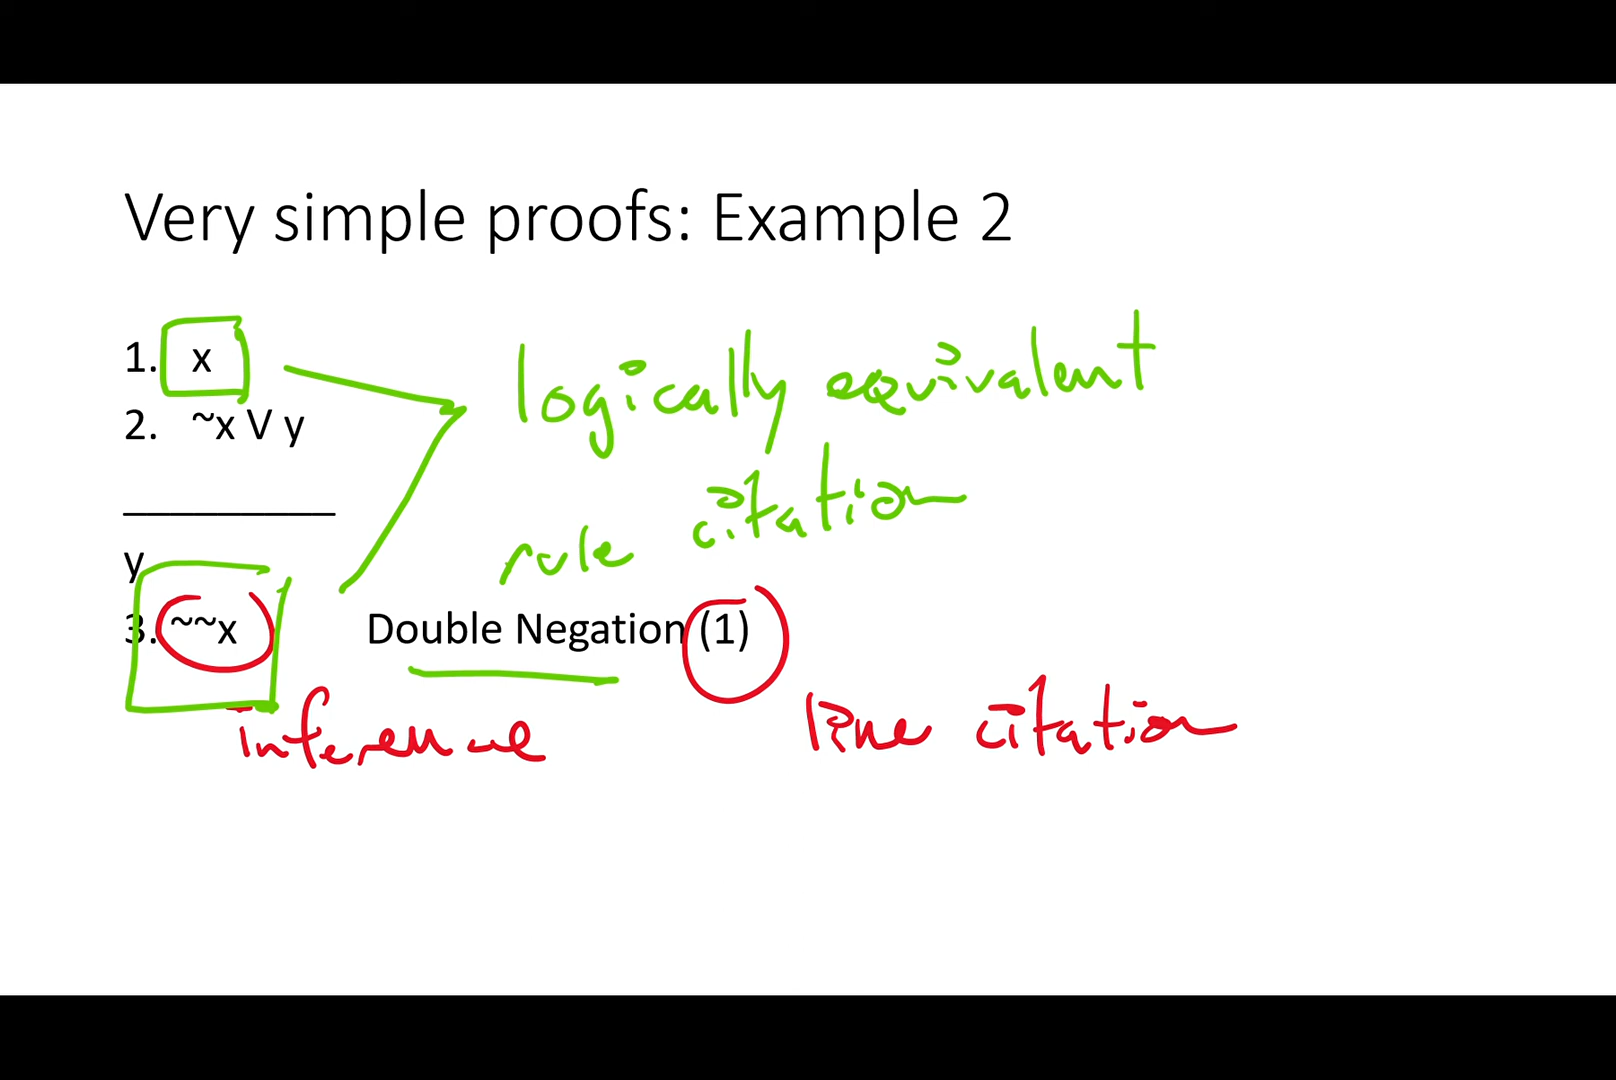 Very simple proofs: Example 2
1. x
2. ~x V y
logically equivalent
y
rule citation
3. ~~x Double Negation (1)
inference
line citation